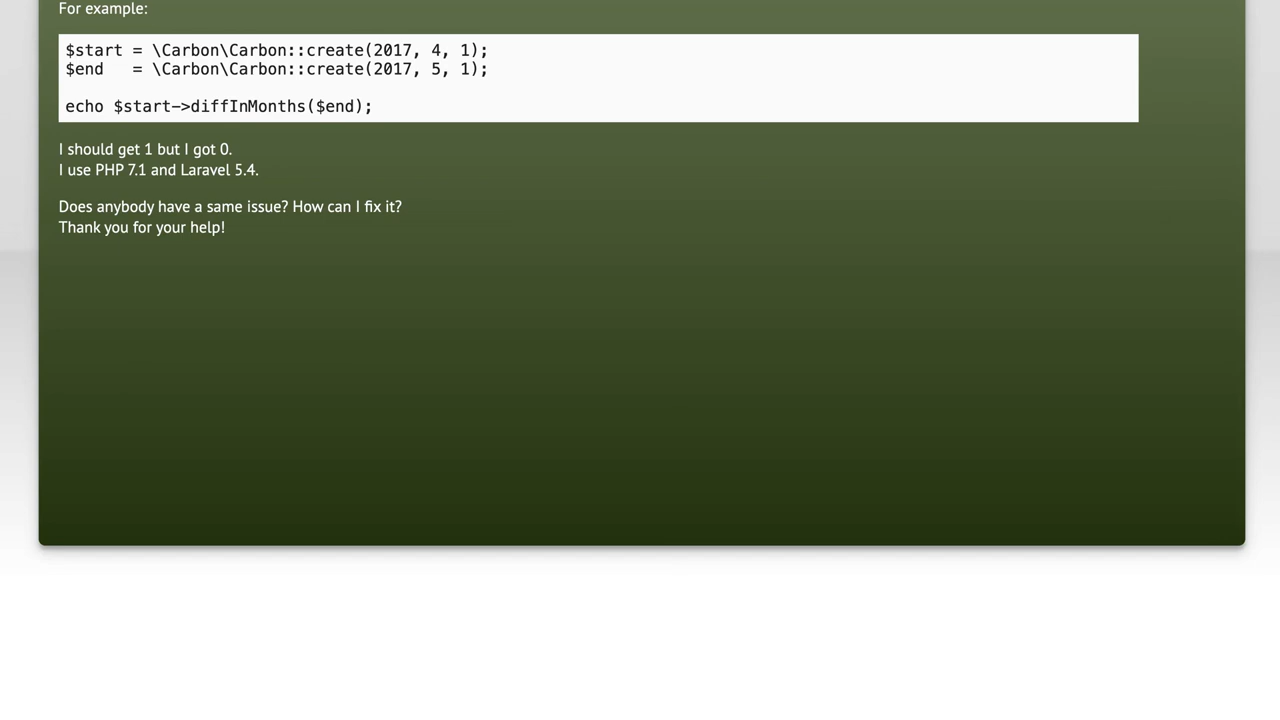 For example:
$start = \Carbon\Carbon::create(2017, 4, 1);
$end   = \Carbon\Carbon::create(2017, 5, 1);
echo $start->diffInMonths($end);
I should get 1 but I got 0.
I use PHP 7.1 and Laravel 5.4.
Does anybody have a same issue? How can I fix it?
Thank you for your help!